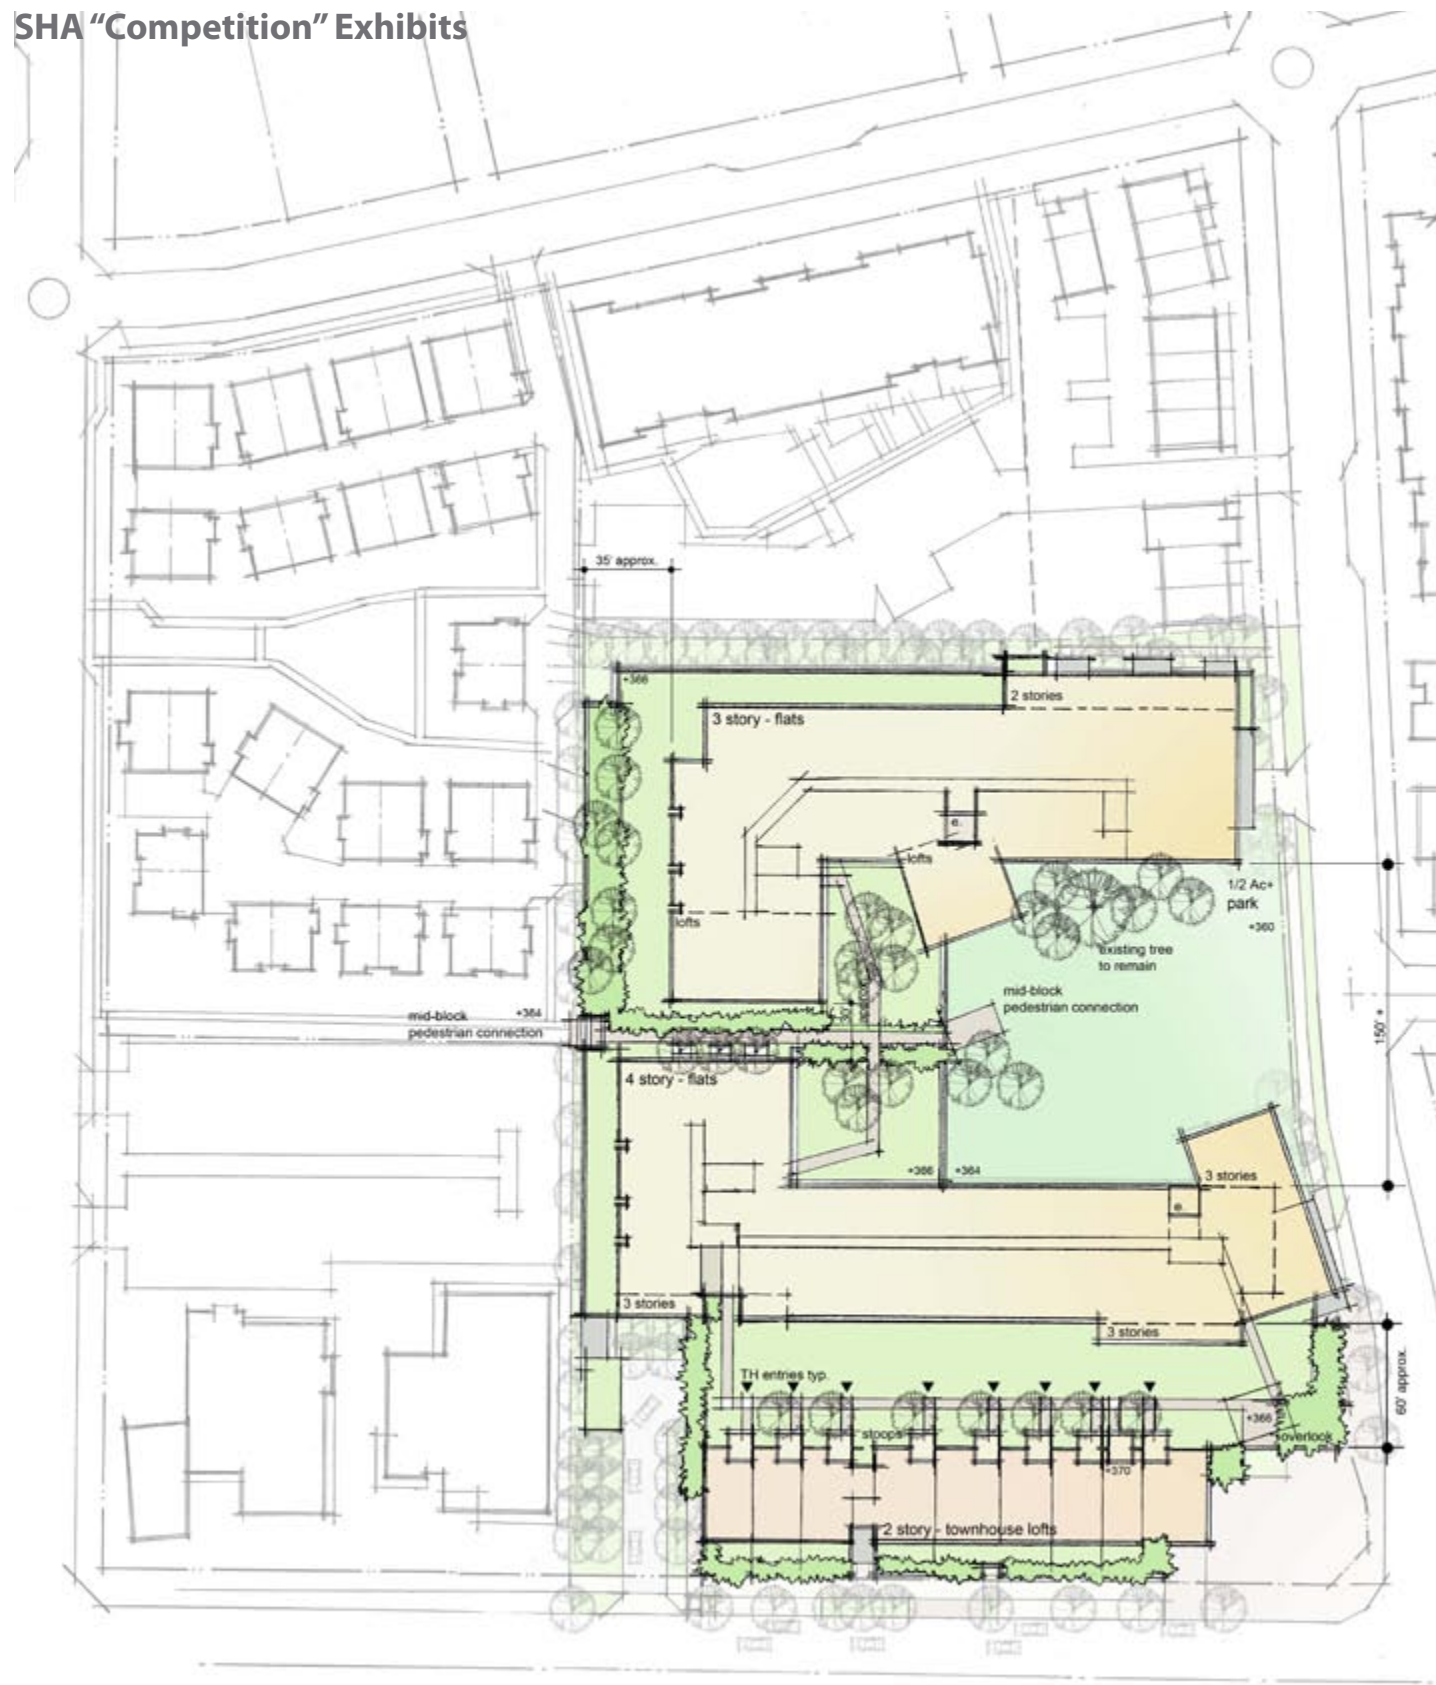 SHA “Competition” Exhibits
35' approx.
+366
2 stories
3 story - flats
e.
lofts
1/2 Ac+
park
+360
lofts
existing tree
to remain
mid-block
pedestrian connection
mid-block +364
pedestrian connection
150' +
4 story - flats
+366 +364
3 stories
e.
3 stories
3 stories
60' approx.
TH entries typ.
+366
stoops
overlook
+370
2 story - townhouse lofts